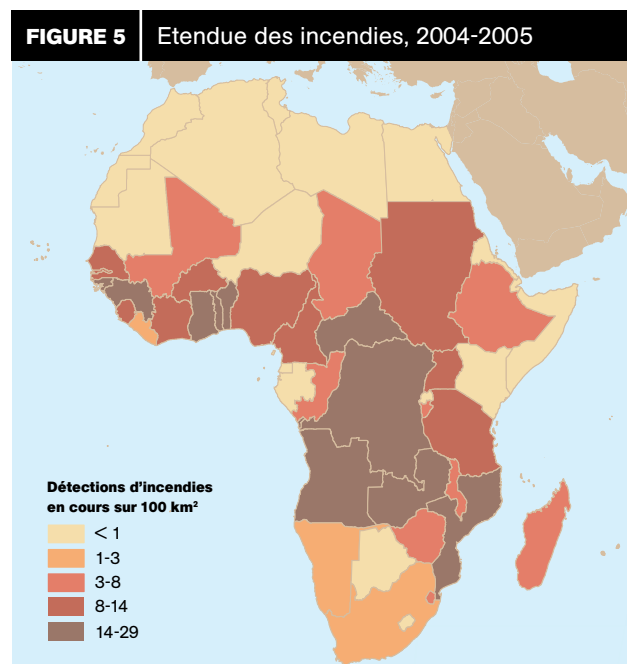 FIGURE 5 Etendue des incendies, 2004-2005
Détections d’incendies
en cours sur 100 km²
< 1
1-3
3-8
8-14
14-29